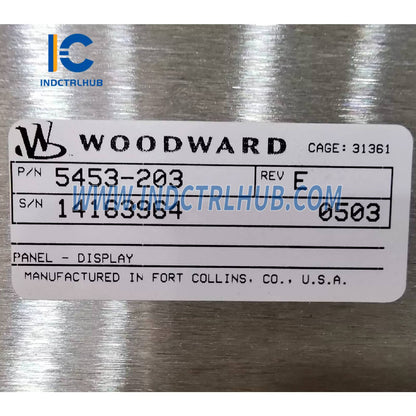 IC
INDCTRLHUB
WOODWARD CAGE: 31361
P/N 5453-203 REV F
S/N 14163964 0503
WWW.INDCTRLHUB.COM
PANEL - DISPLAY
MANUFACTURED IN FORT COLLINS, CO., U.S.A.